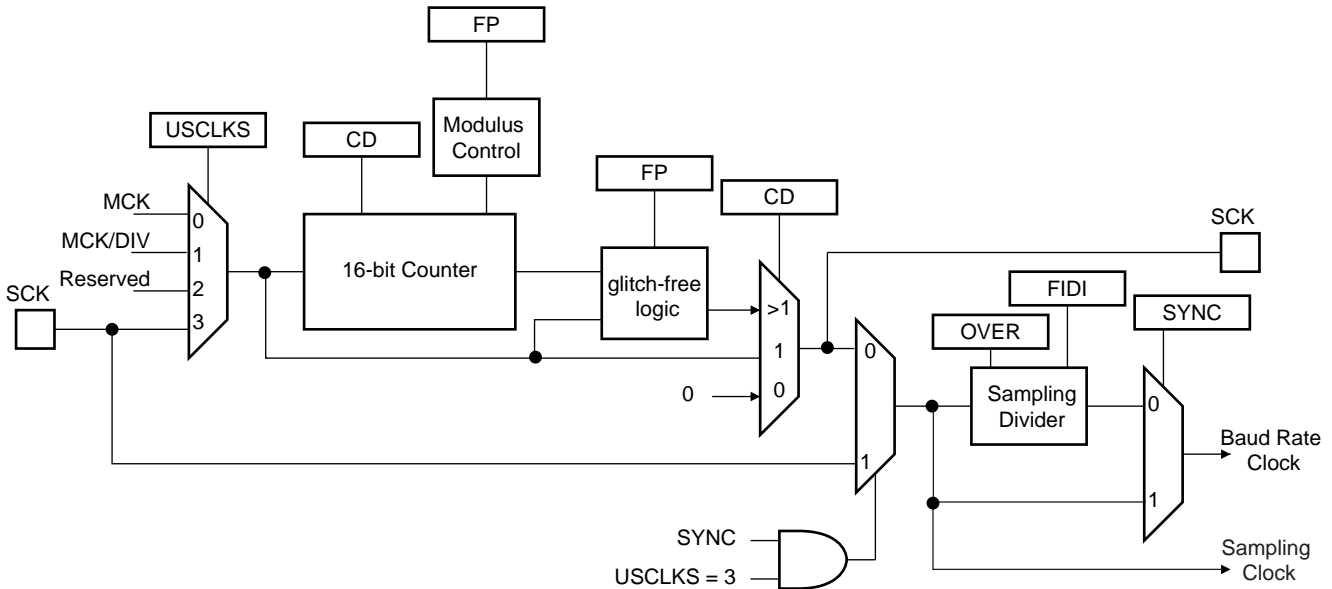 FP
USCLKS
CD
Modulus
Control
FP
CD
MCK
0
MCK/DIV
1
Reserved
2
SCK
3
16-bit Counter
glitch-free
logic
>1
1
0
0
SCK
0
1
SYNC
USCLKS = 3
OVER
FIDI
Sampling
Divider
SYNC
0
1
Baud Rate
Clock
Sampling
Clock